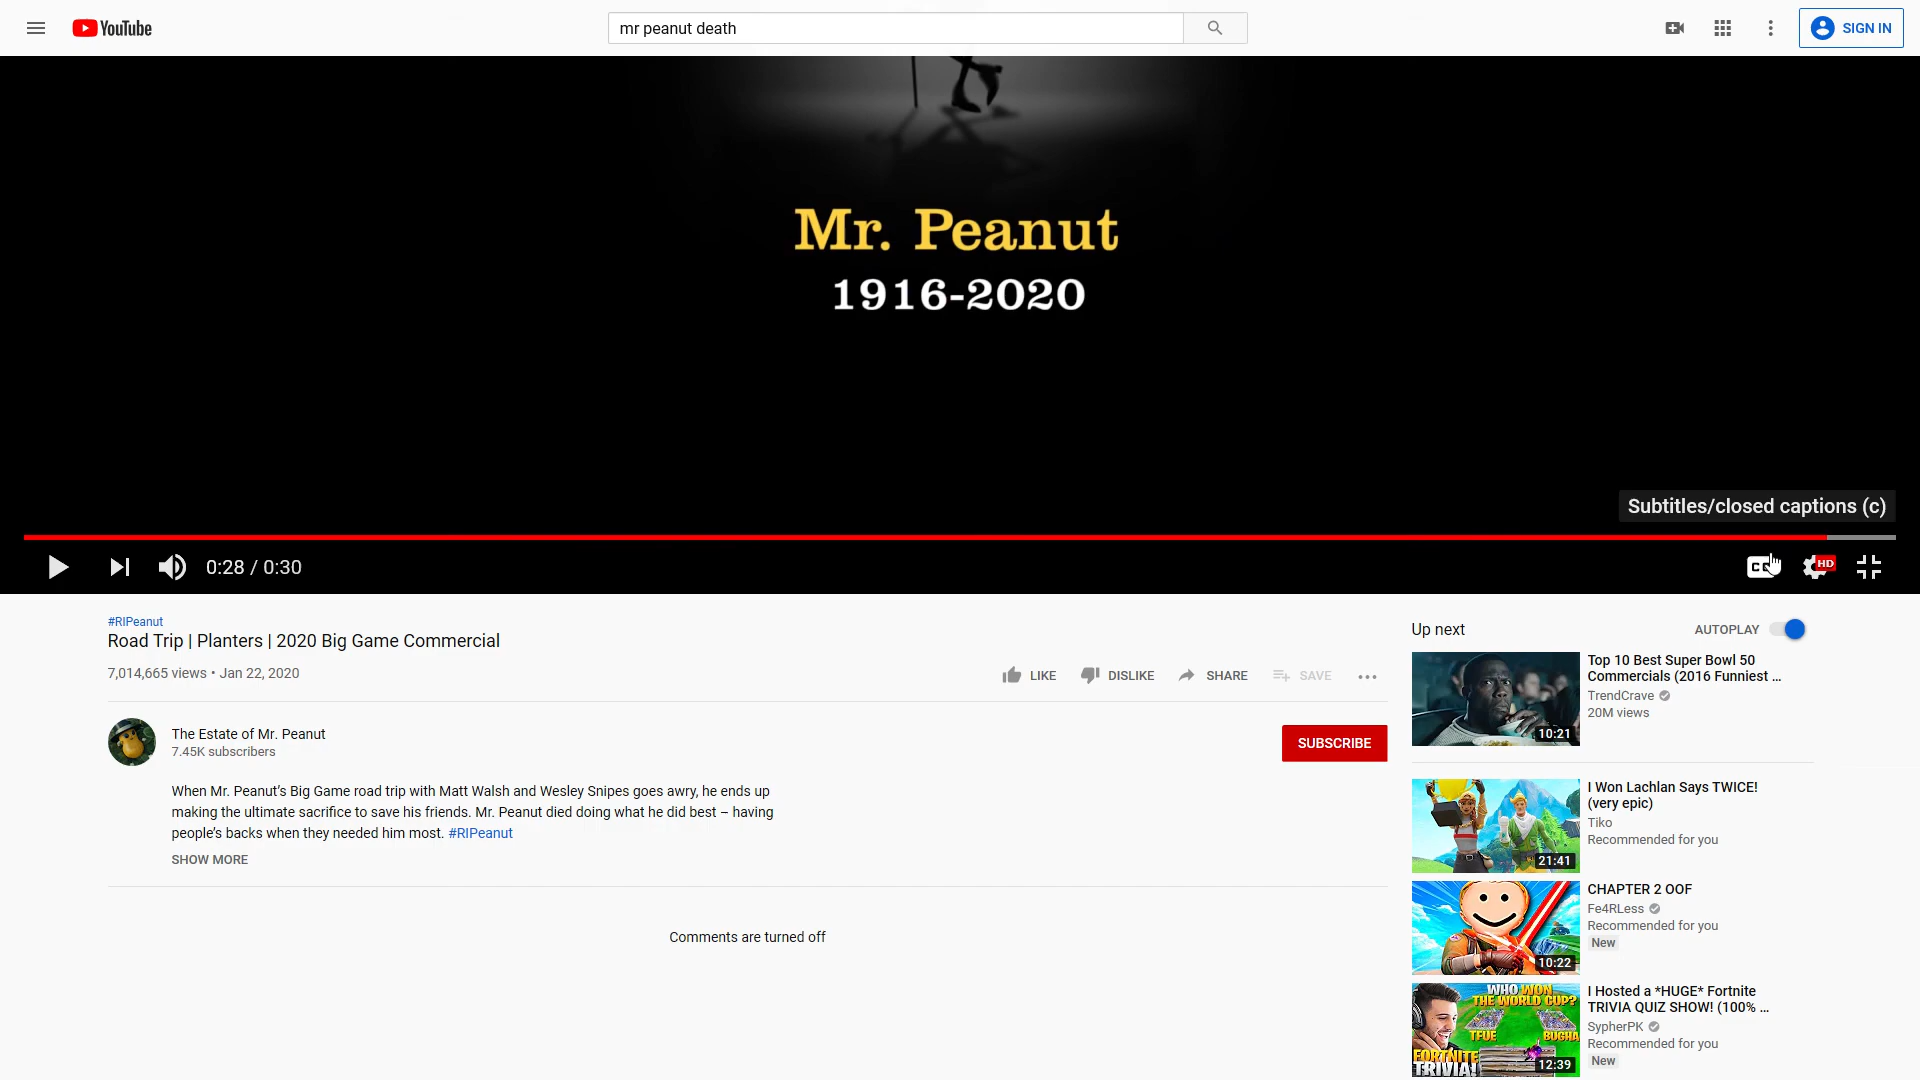 YouTube
mr peanut death
SIGN IN
Mr. Peanut
1916-2020
Subtitles/closed captions (c)
0:28 / 0:30
CC
HD
#RIPeanut
Road Trip | Planters | 2020 Big Game Commercial
7,014,665 views • Jan 22, 2020
LIKE
DISLIKE
SHARE
SAVE
The Estate of Mr. Peanut
7.45K subscribers
SUBSCRIBE
When Mr. Peanut’s Big Game road trip with Matt Walsh and Wesley Snipes goes awry, he ends up
making the ultimate sacrifice to save his friends. Mr. Peanut died doing what he did best – having
people’s backs when they needed him most. #RIPeanut
SHOW MORE
Comments are turned off
Up next
AUTOPLAY
10:21
Top 10 Best Super Bowl 50
Commercials (2016 Funniest ...
TrendCrave
20M views
21:41
I Won Lachlan Says TWICE!
(very epic)
Tiko
Recommended for you
10:22
CHAPTER 2 OOF
Fe4RLess
Recommended for you
New
WHO WON
THE WORLD CUP?
TFUE
BUGHA
FORTNITE
TRIVIA!
12:39
I Hosted a *HUGE* Fortnite
TRIVIA QUIZ SHOW! (100% ...
SypherPK
Recommended for you
New